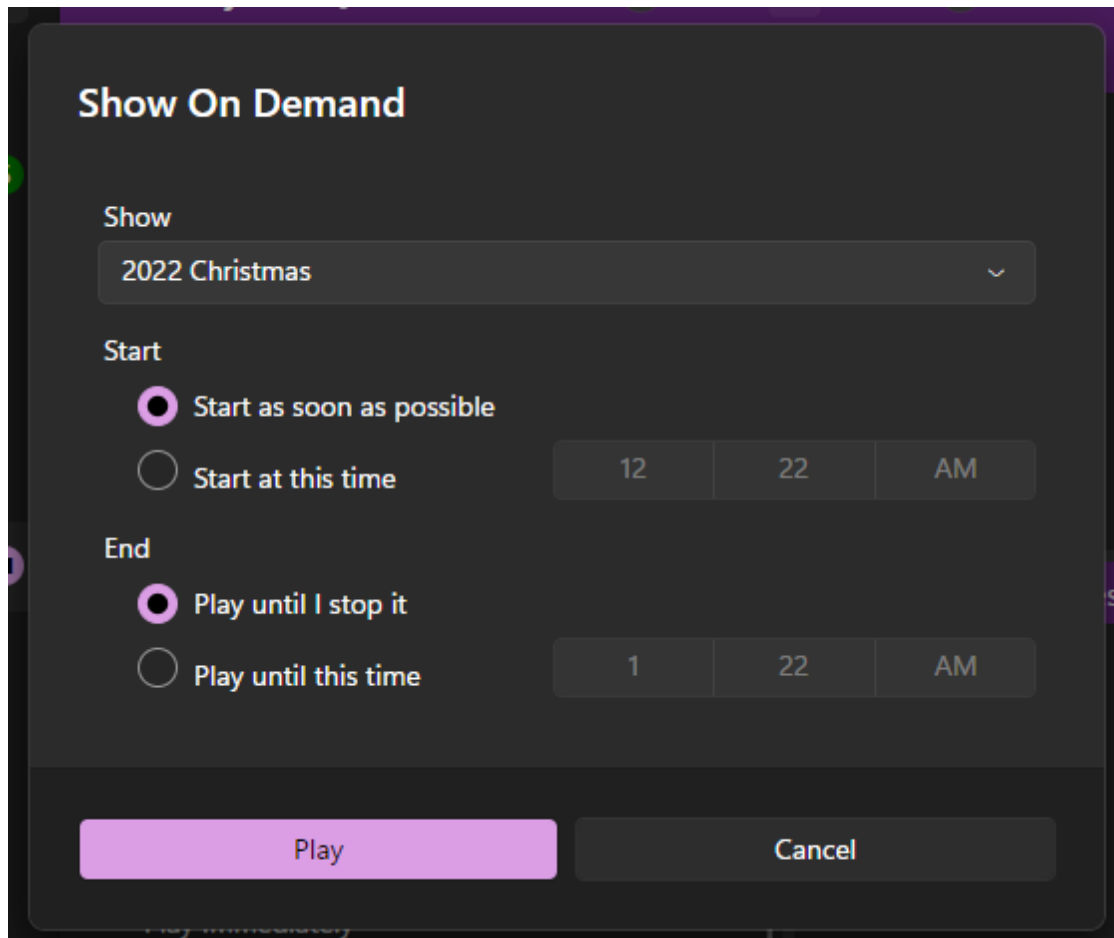 Show On Demand
Show
2022 Christmas
Start
Start as soon as possible
Start at this time 12 22 AM
End
Play until I stop it
Play until this time 1 22 AM
Play Cancel